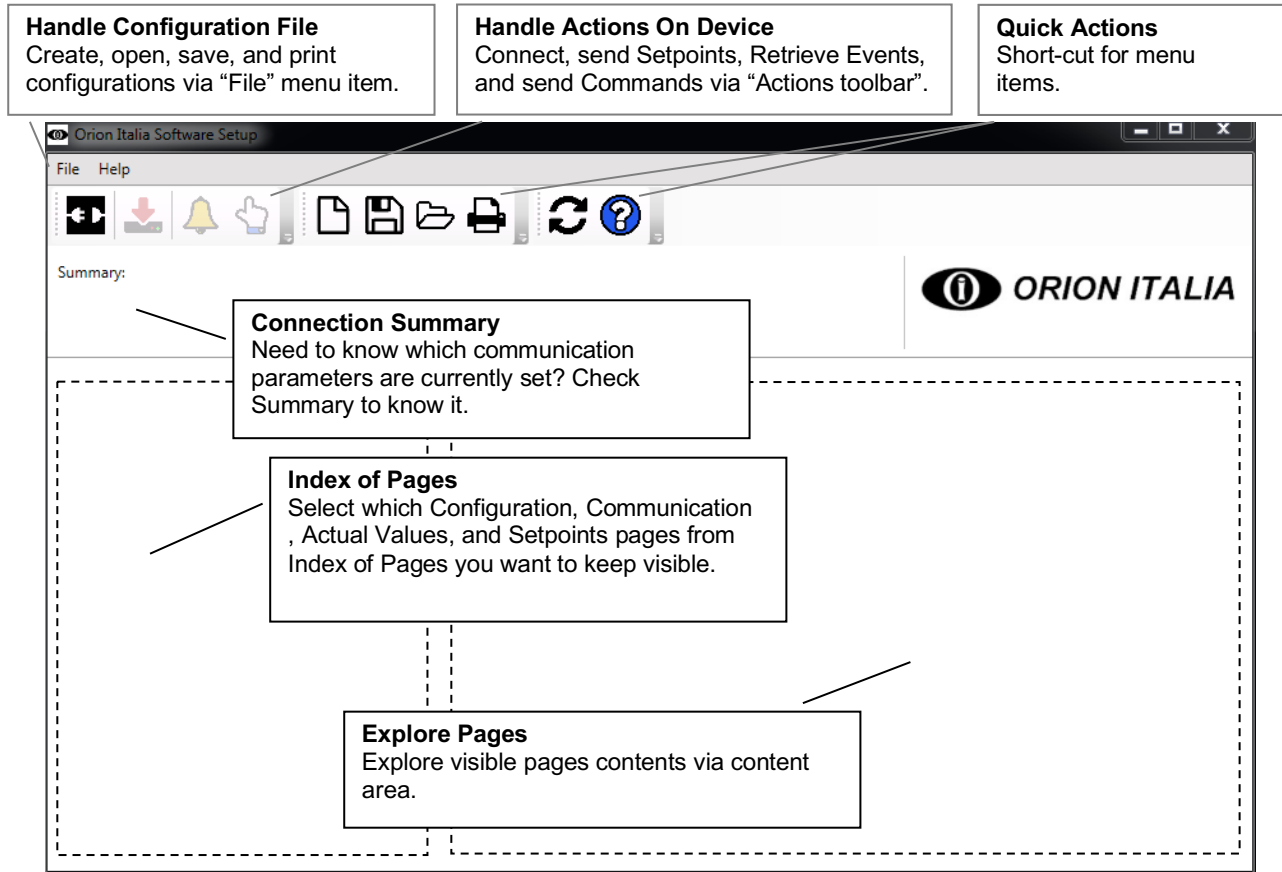 Handle Configuration File
Create, open, save, and print
configurations via “File” menu item.
Handle Actions On Device
Connect, send Setpoints, Retrieve Events,
and send Commands via “Actions toolbar”.
Quick Actions
Short-cut for menu
items.
Orion Italia Software Setup
File Help
Summary:
ORION ITALIA
Connection Summary
Need to know which communication
parameters are currently set? Check
Summary to know it.
Index of Pages
Select which Configuration, Communication
, Actual Values, and Setpoints pages from
Index of Pages you want to keep visible.
Explore Pages
Explore visible pages contents via content
area.